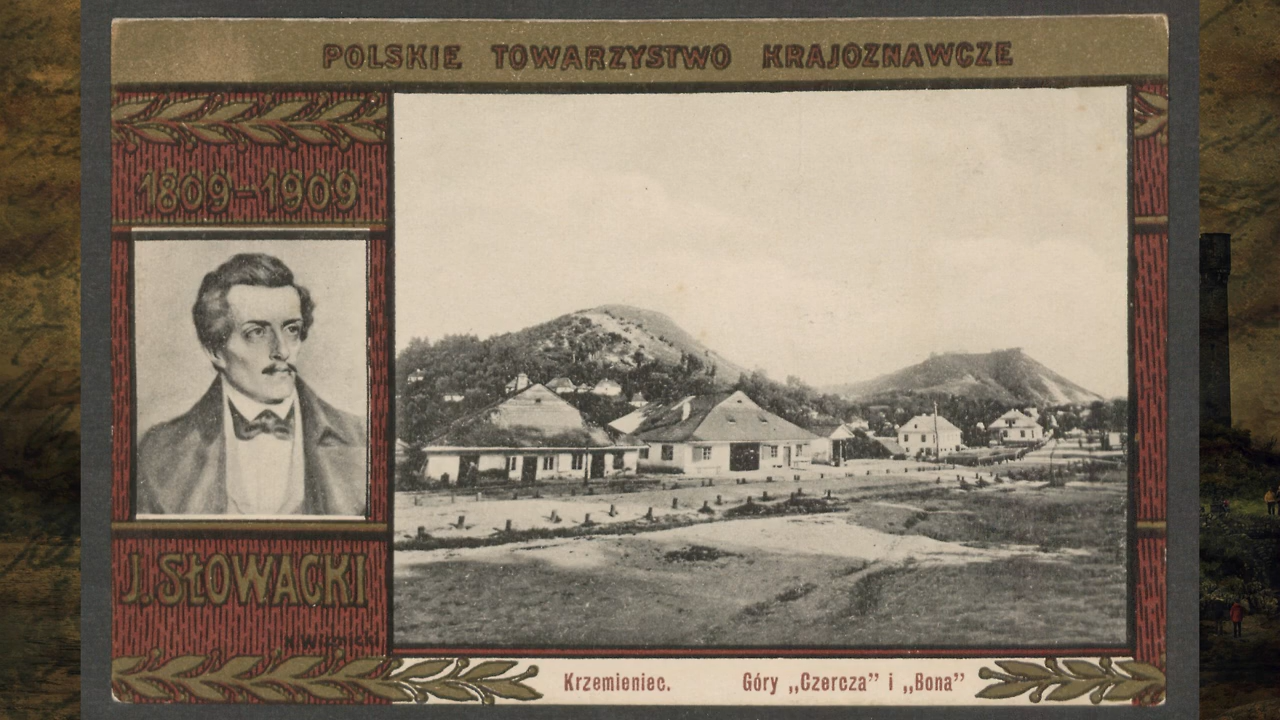 POLSKIE TOWARZYSTWO KRAJOZNAWCZE
1809-1909
J. SŁOWACKI
Krzemieniec. Góry „Czercza” i „Bona”